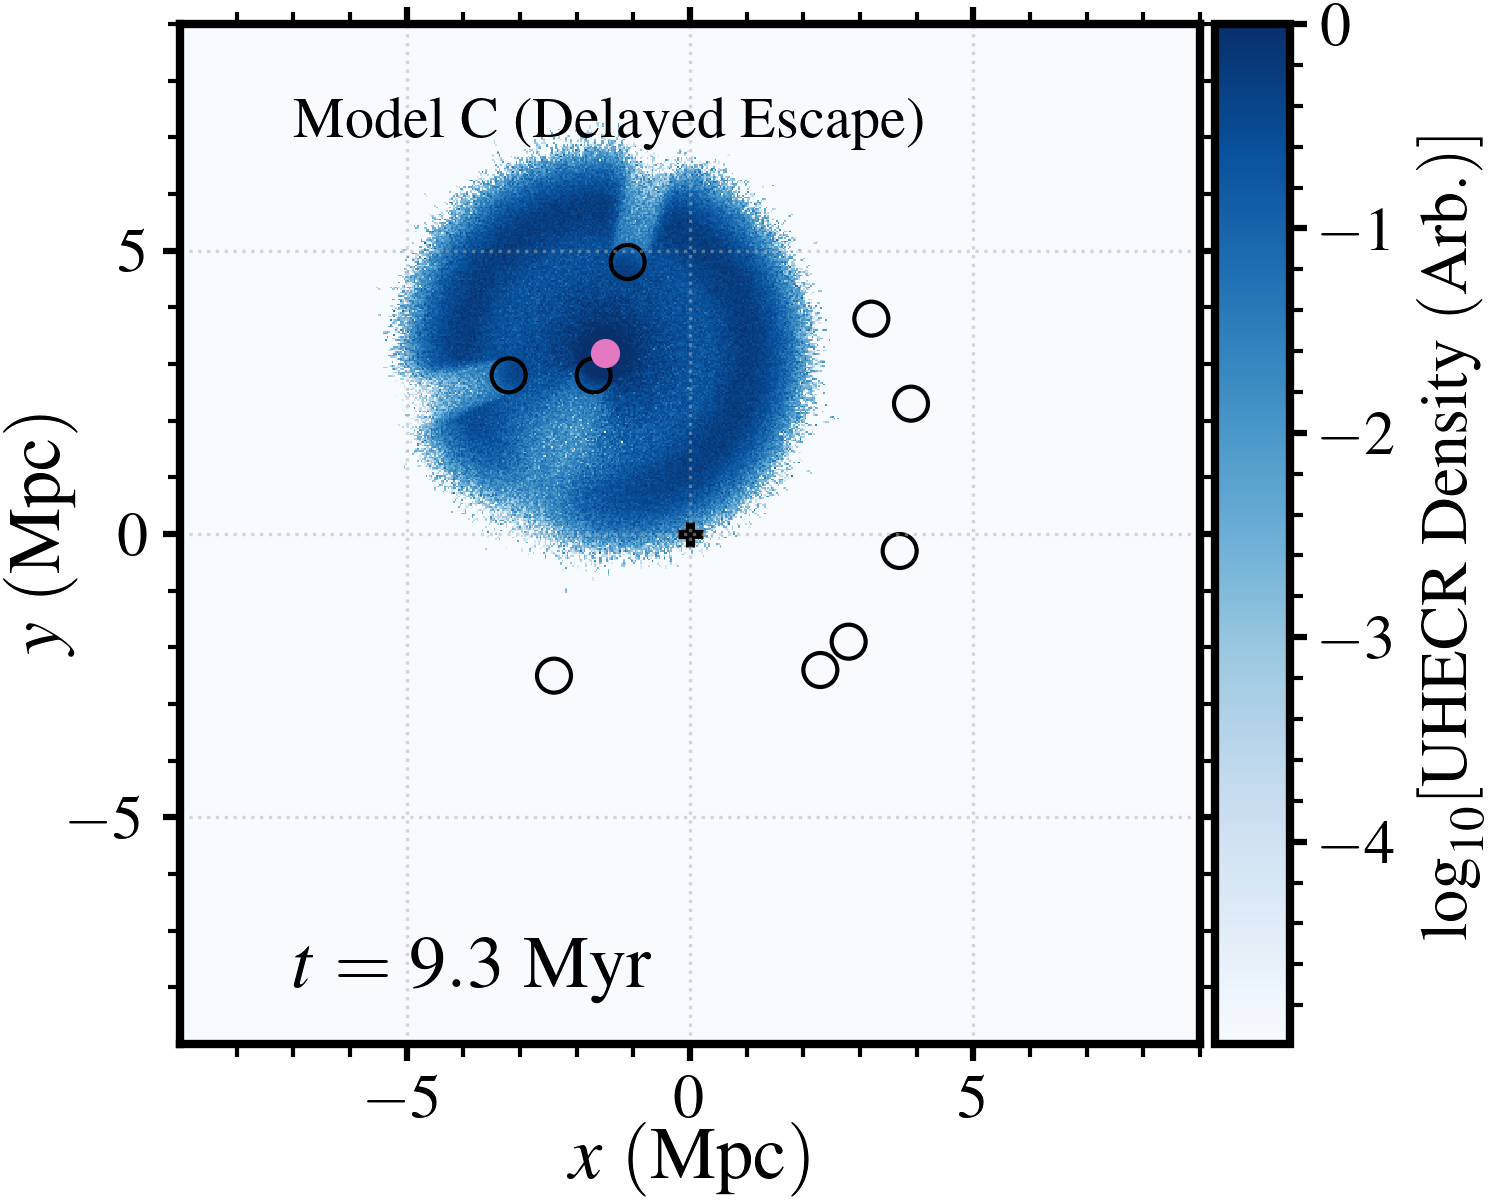 Model C (Delayed Escape)
5
0
−5
y (Mpc)
t = 9.3 Myr
−5
0
5
x (Mpc)
0
−1
−2
−3
−4
log₁₀[UHECR Density (Arb.)]